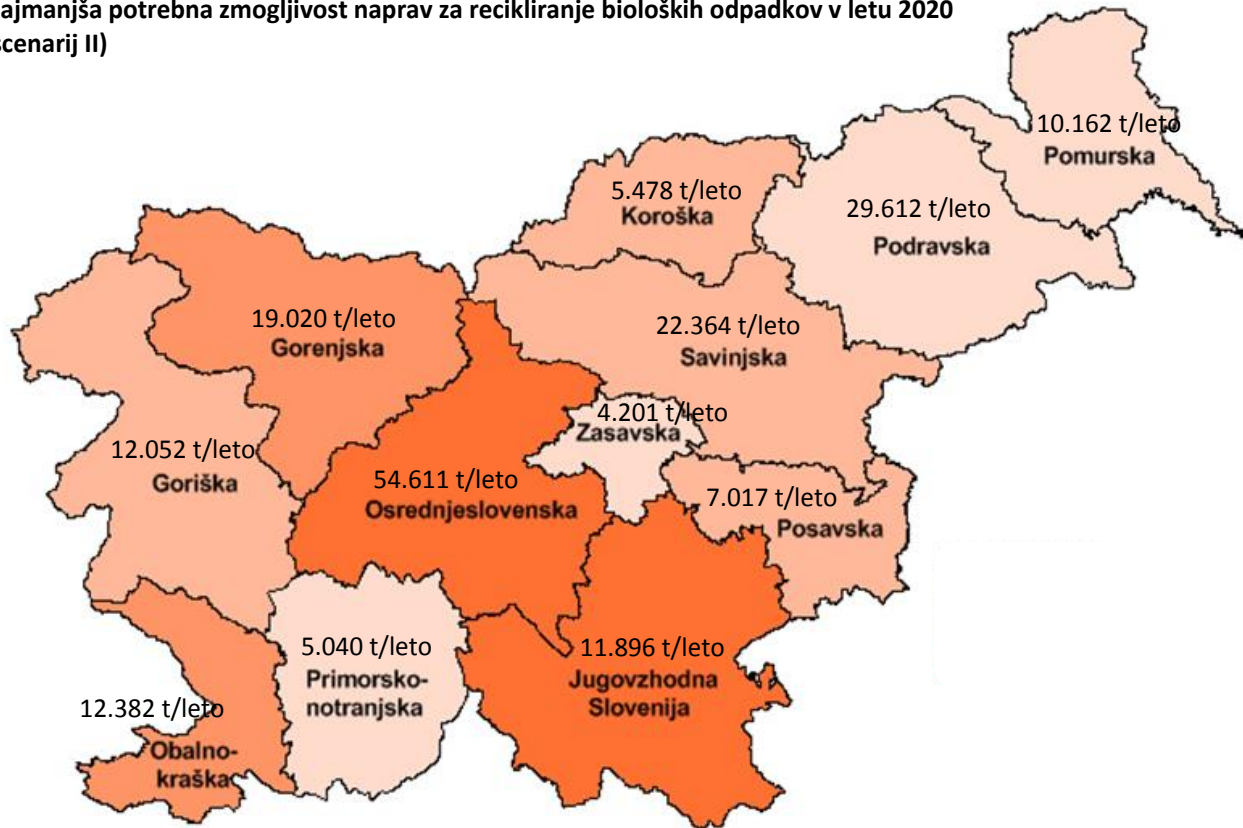 ajmanjša potrebna zmogljivost naprav za recikliranje bioloških odpadkov v letu 2020
scenarij II)
10.162 t/leto
Pomurska
5.478 t/leto
Koroška
29.612 t/leto
Podravska
19.020 t/leto
Gorenjska
22.364 t/leto
Savinjska
4.201 t/leto
Zasavska
12.052 t/leto
Goriška
54.611 t/leto
Osrednjeslovenska
7.017 t/leto
Posavska
5.040 t/leto
Primorsko-
notranjska
11.896 t/leto
Jugovzhodna
Slovenija
12.382 t/leto
Obalno-
kraška